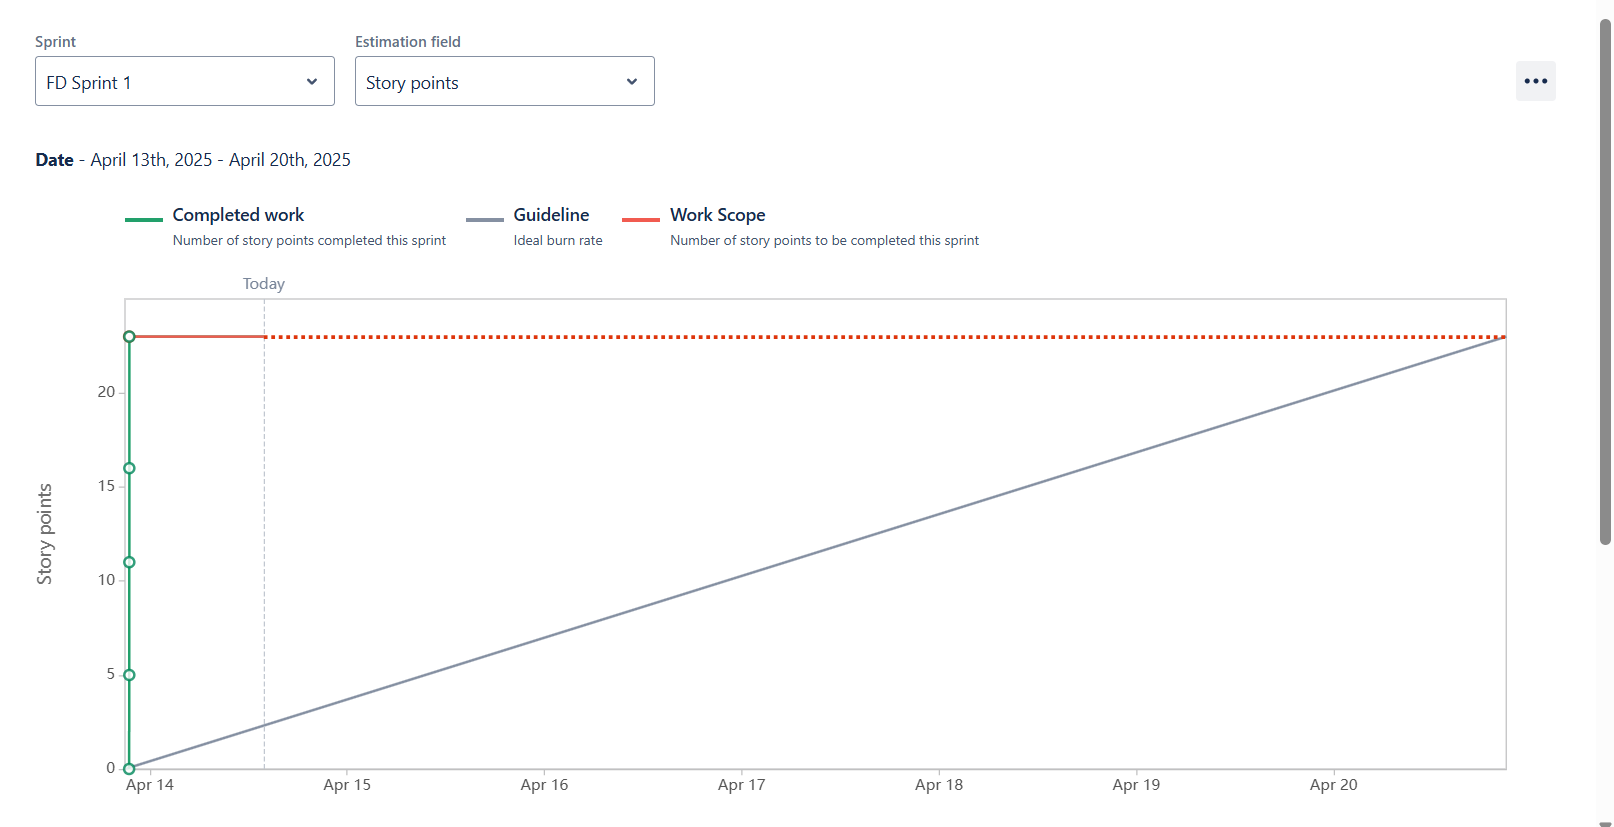 Sprint
Estimation field
FD Sprint 1
Story points
Date - April 13th, 2025 - April 20th, 2025
Completed work
Number of story points completed this sprint
Guideline
Ideal burn rate
Work Scope
Number of story points to be completed this sprint
Today
20
15
10
5
0
Story points
Apr 14
Apr 15
Apr 16
Apr 17
Apr 18
Apr 19
Apr 20